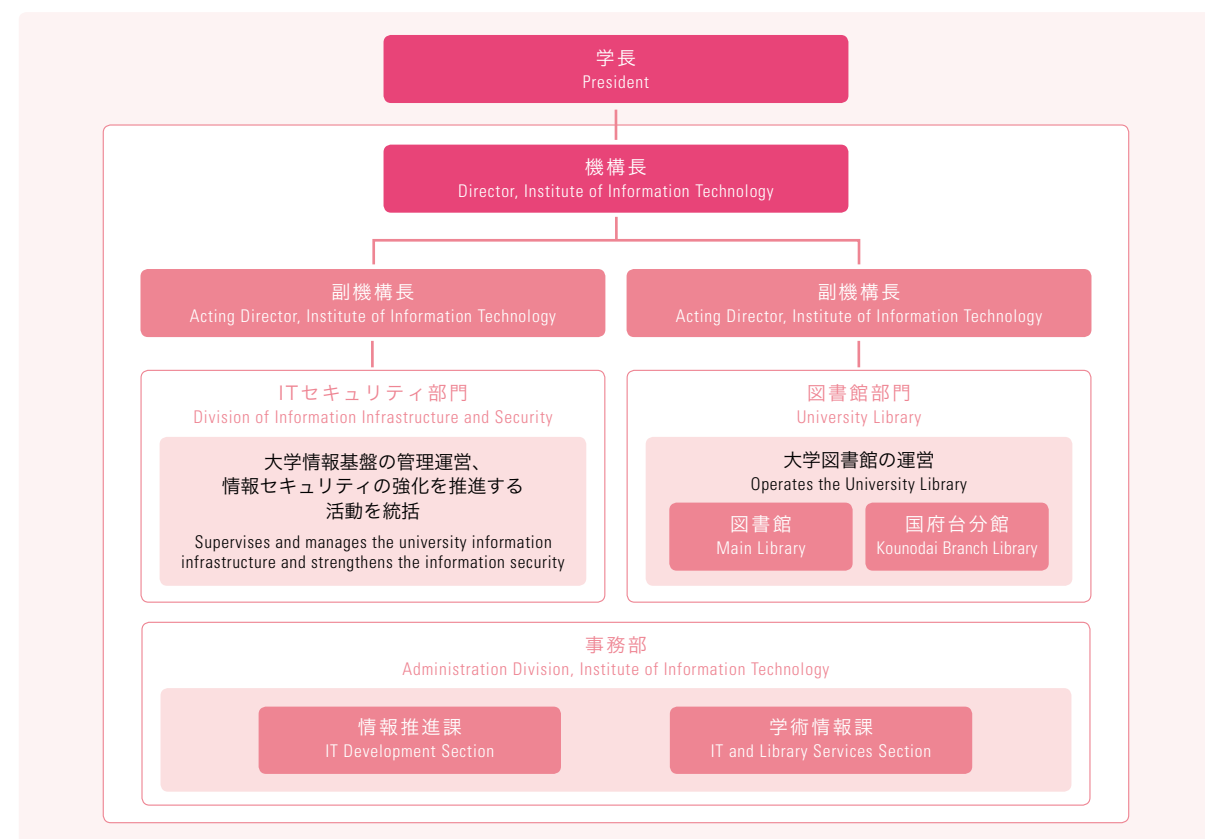 学長
President
機構長
Director, Institute of Information Technology
副機構長
Acting Director, Institute of Information Technology
副機構長
Acting Director, Institute of Information Technology
ITセキュリティ部門
Division of Information Infrastructure and Security
大学情報基盤の管理運営、
情報セキュリティの強化を推進する
活動を統括
Supervises and manages the university information
infrastructure and strengthens the information security
図書館部門
University Library
大学図書館の運営
Operates the University Library
図書館
Main Library
国府台分館
Kounodai Branch Library
事務部
Administration Division, Institute of Information Technology
情報推進課
IT Development Section
学術情報課
IT and Library Services Section